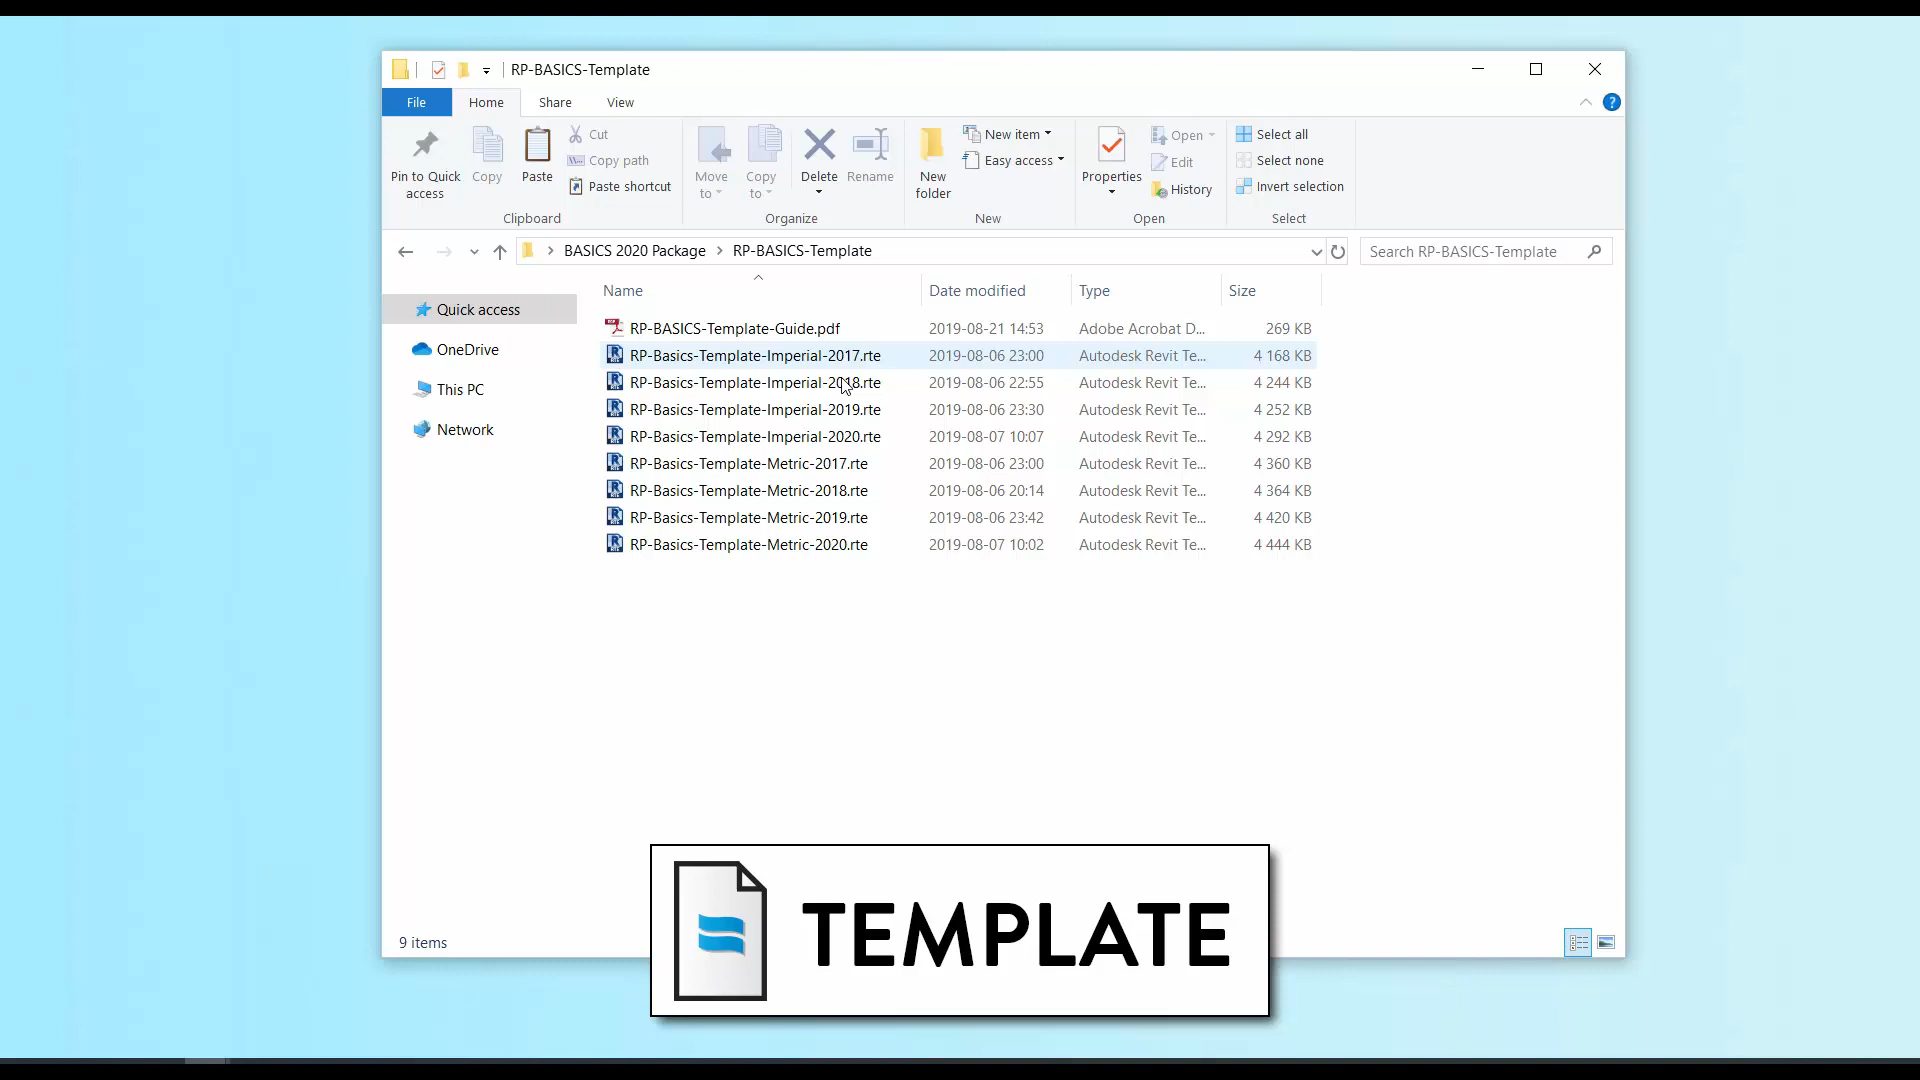 RP-BASICS-Template
File Home Share View
Pin to Quick access
Copy
Paste
Cut
Copy path
Paste shortcut
Clipboard
Move to
Copy to
Delete
Rename
Organize
New folder
New item
Easy access
New
Properties
Open
Edit
History
Open
Select all
Select none
Invert selection
Select
BASICS 2020 Package > RP-BASICS-Template
Search RP-BASICS-Template
Quick access
OneDrive
This PC
Network
Name Date modified Type Size
RP-BASICS-Template-Guide.pdf 2019-08-21 14:53 Adobe Acrobat D... 269 KB
RP-Basics-Template-Imperial-2017.rte 2019-08-06 23:00 Autodesk Revit Te... 4 168 KB
RP-Basics-Template-Imperial-2018.rte 2019-08-06 22:55 Autodesk Revit Te... 4 244 KB
RP-Basics-Template-Imperial-2019.rte 2019-08-06 23:30 Autodesk Revit Te... 4 252 KB
RP-Basics-Template-Imperial-2020.rte 2019-08-07 10:07 Autodesk Revit Te... 4 292 KB
RP-Basics-Template-Metric-2017.rte 2019-08-06 23:00 Autodesk Revit Te... 4 360 KB
RP-Basics-Template-Metric-2018.rte 2019-08-06 20:14 Autodesk Revit Te... 4 364 KB
RP-Basics-Template-Metric-2019.rte 2019-08-06 23:42 Autodesk Revit Te... 4 420 KB
RP-Basics-Template-Metric-2020.rte 2019-08-07 10:02 Autodesk Revit Te... 4 444 KB
9 items
TEMPLATE